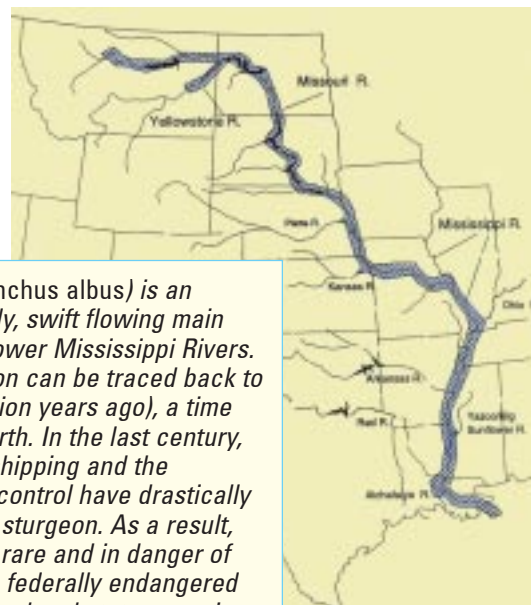 Missouri R.
Yellowstone R.
Platte R.
Mississippi R.
Kansas R.
Ohio
Arkansas R.
Red R.
Yazoo/Big
Sunflower R.
Atchafalaya R.
nchus albus) is an
ly, swift flowing main
ower Mississippi Rivers.
on can be traced back to
ion years ago), a time
rth. In the last century,
hipping and the
control have drastically
sturgeon. As a result,
rare and in danger of
federally endangered